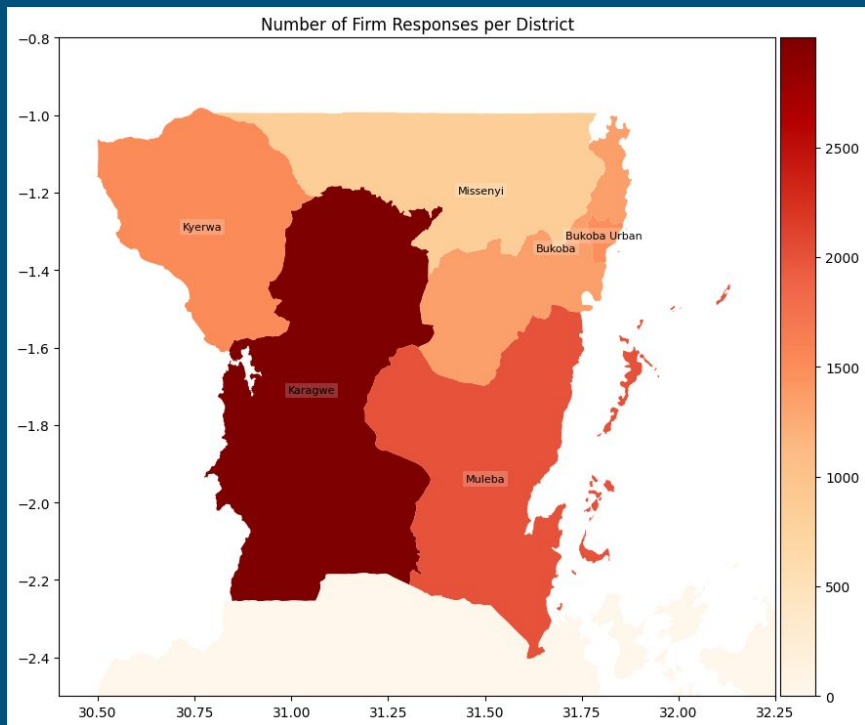 Number of Firm Responses per District
−0.8
−1.0
−1.2
−1.4
−1.6
−1.8
−2.0
−2.2
−2.4
Missenyi
Kyerwa
Bukoba Urban
Bukoba
Karagwe
Muleba
30.50 30.75 31.00 31.25 31.50 31.75 32.00 32.25
2500
2000
1500
1000
500
0